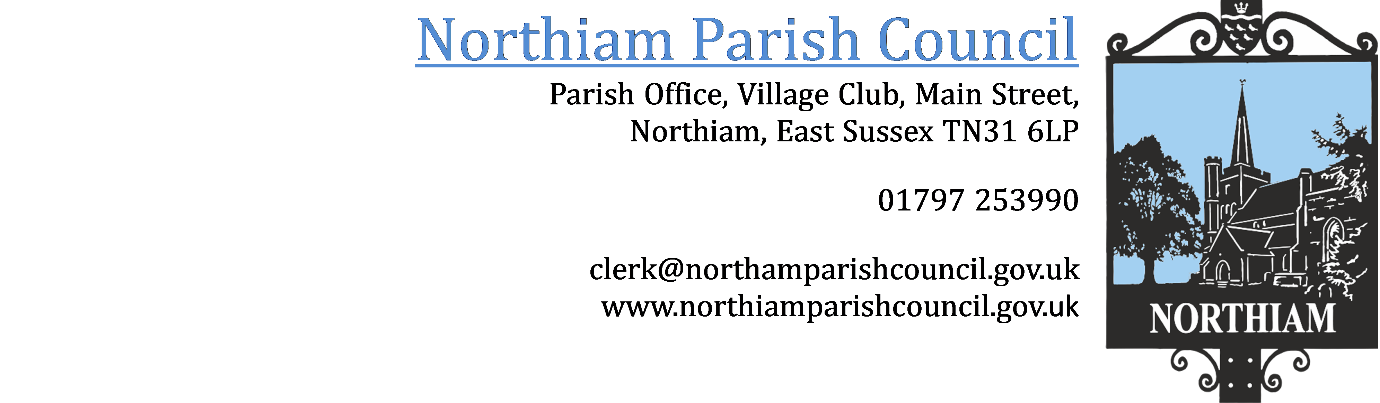 Northiam Parish Council
Parish Office, Village Club, Main Street,
Northiam, East Sussex TN31 6LP
01797 253990
clerk@northamparishcouncil.gov.uk
www.northiamparishcouncil.gov.uk
NORTHIAM